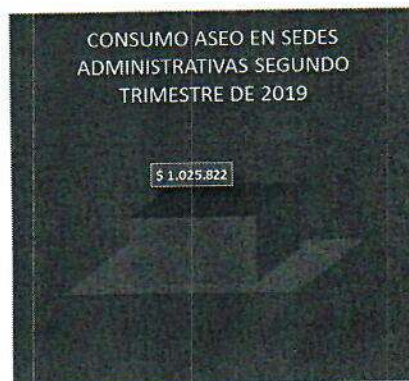 CONSUMO ASEO EN SEDES
ADMINISTRATIVAS SEGUNDO
TRIMESTRE DE 2019
$ 1.025.822